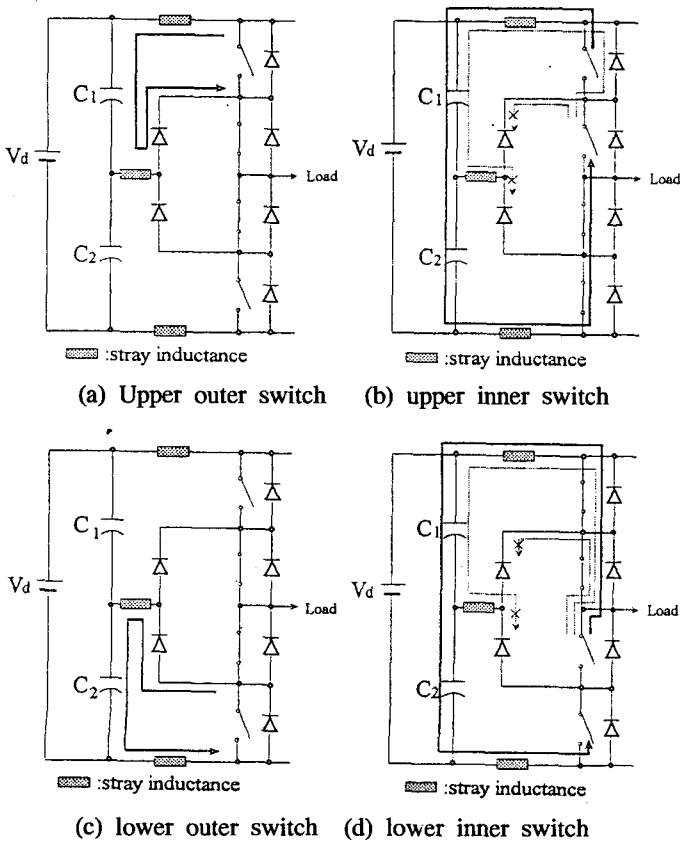 C1
Vd
Load
C2
:stray inductance
(a) Upper outer switch
C1
Vd
Load
C2
:stray inductance
(b) upper inner switch
C1
Vd
Load
C2
:stray inductance
(c) lower outer switch
C1
Vd
Load
C2
:stray inductance
(d) lower inner switch